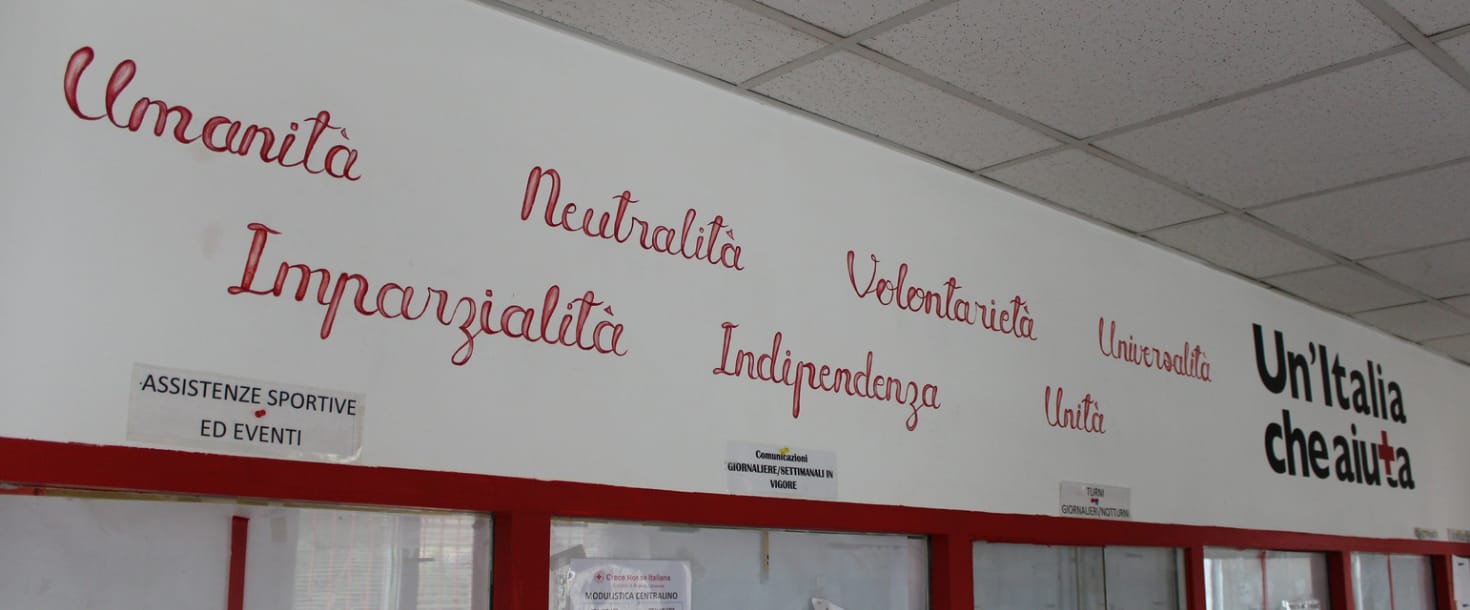 Umanità
Neutralità
Volontarietà
Universalità
Imparzialità
Indipendenza
Unità
Un'Italia
che aiuta
ASSISTENZE SPORTIVE
ED EVENTI
Comunicazioni
GIORNALIERE/SETTIMANALI IN
VIGORE
TURNI
GIORNALIERI/NOTTURNI
Croce Rossa Italiana
MODULISTICA CENTRALINO